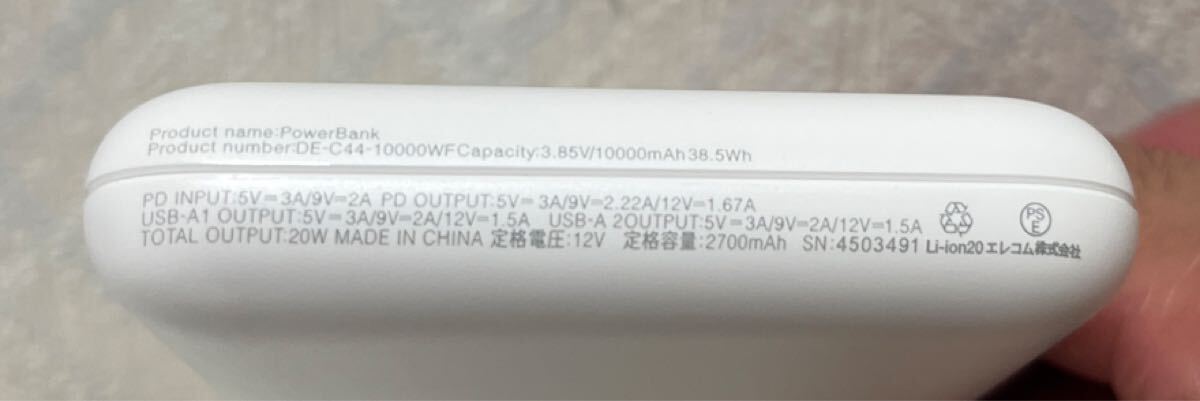 Product name:PowerBank
Product number:DE-C44-10000WFCapacity:3.85V/10000mAh38.5Wh
PD INPUT:5V⎓3A/9V⎓2A PD OUTPUT:5V⎓3A/9V⎓2.22A/12V⎓1.67A
USB-A1 OUTPUT:5V⎓3A/9V⎓2A/12V⎓1.5A USB-A 2OUTPUT:5V⎓3A/9V⎓2A/12V⎓1.5A
TOTAL OUTPUT:20W MADE IN CHINA 定格電圧:12V 定格容量:2700mAh SN:4503491 Li-ion20 エレコム株式会社
PSE